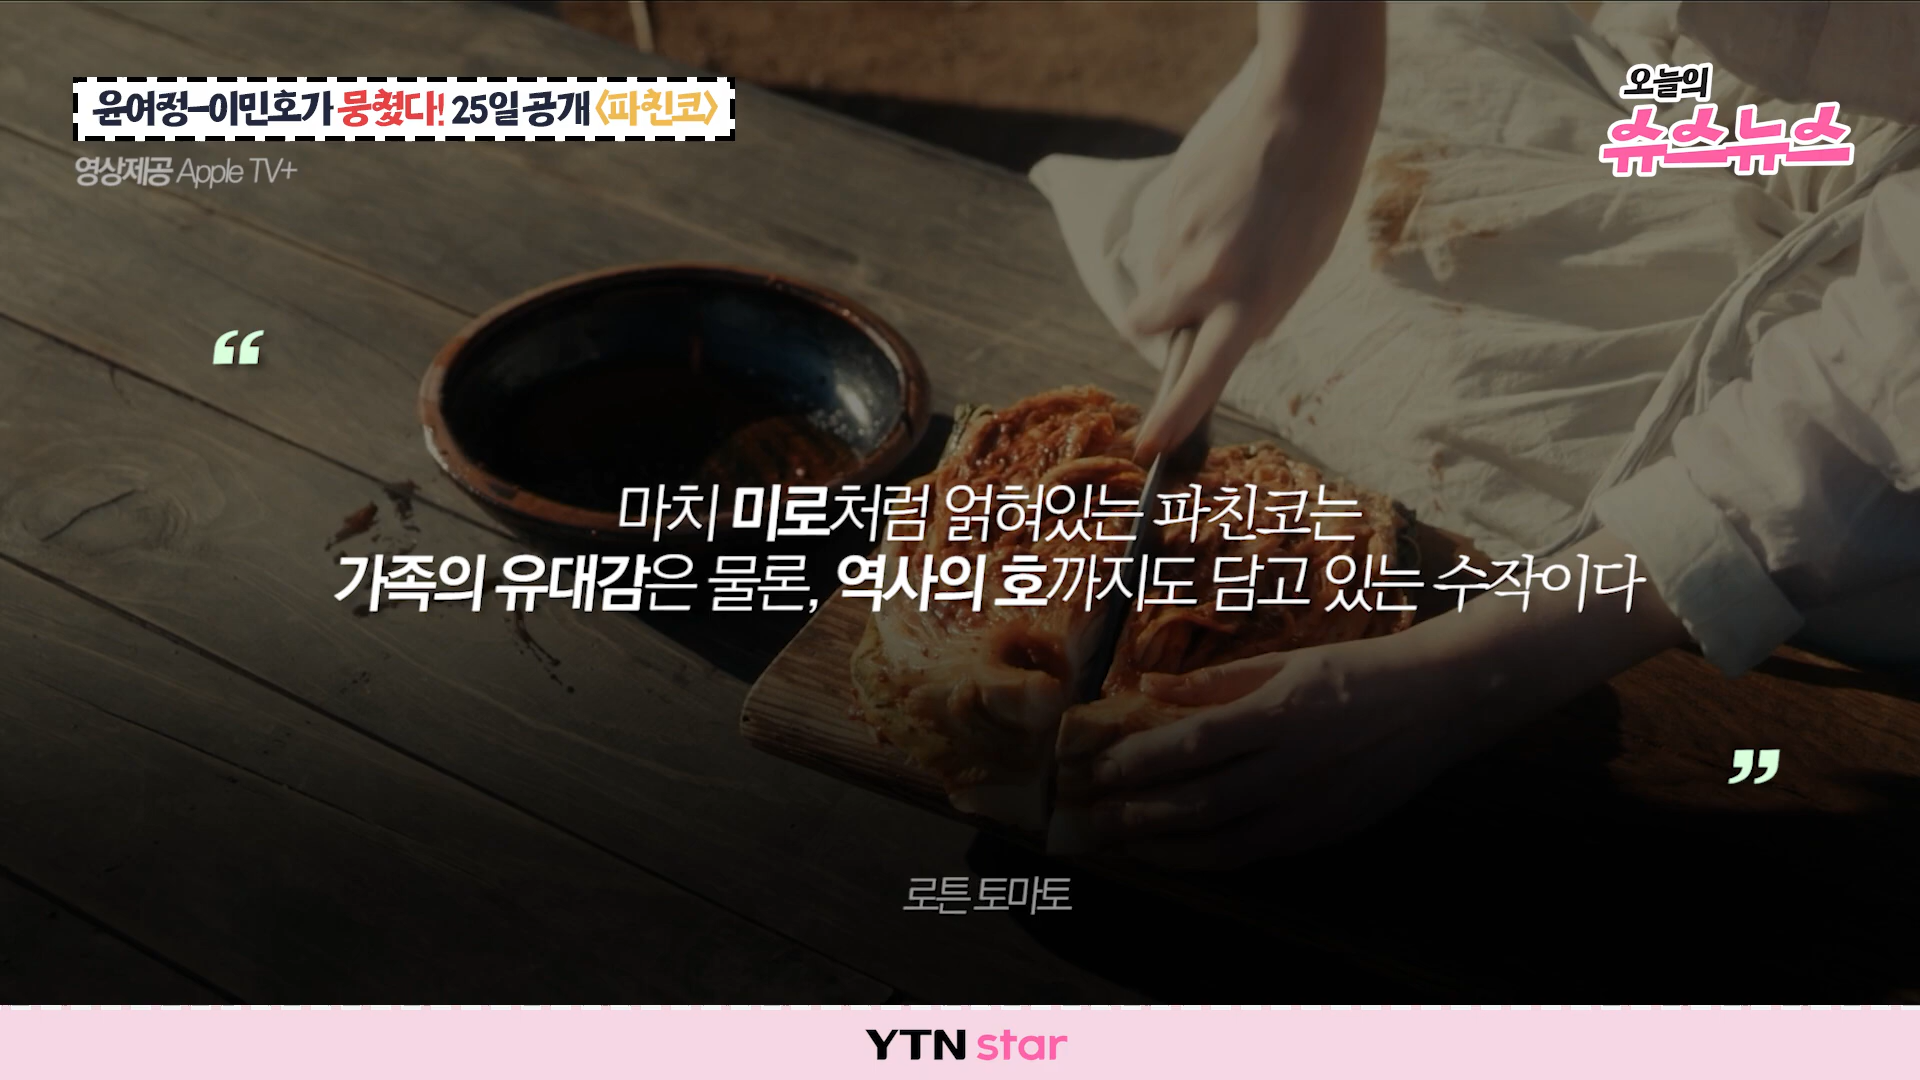 윤여정-이민호가 뭉쳤다! 25일 공개 <파친코>
영상제공 Apple TV+
오늘의
슈스뉴스
“
마치 미로처럼 얽혀있는 파친코는
가족의 유대감은 물론, 역사의 호까지도 담고 있는 수작이다
”
로튼 토마토
YTN star